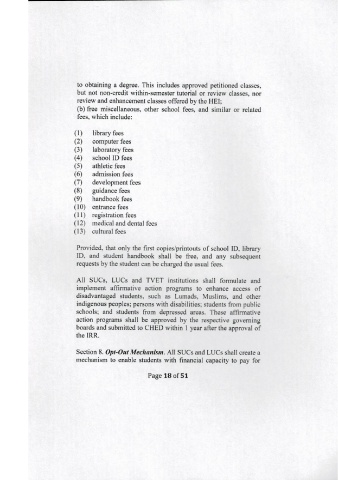 to obtaining a degree. This includes approved petitioned classes,
but not non-credit within-semester tutorial or review classes, nor
review and enhancement classes offered by the HEI;
(b) free miscellaneous, other school fees, and similar or related
fees, which include:
(1) library fees
(2) computer fees
(3) laboratory fees
(4) school ID fees
(5) athletic fees
(6) admission fees
(7) development fees
(8) guidance fees
(9) handbook fees
(10) entrance fees
(11) registration fees
(12) medical and dental fees
(13) cultural fees
Provided, that only the first copies/printouts of school ID, library
ID, and student handbook shall be free, and any subsequent
requests by the student can be charged the usual fees.
All SUCs, LUCs and TVET institutions shall formulate and
implement affirmative action programs to enhance access of
disadvantaged students, such as Lumads, Muslims, and other
indigenous peoples; persons with disabilities; students from public
schools; and students from depressed areas. These affirmative
action programs shall be approved by the respective governing
boards and submitted to CHED within 1 year after the approval of
the IRR.
Section 8. Opt-Out Mechanism. All SUCs and LUCs shall create a
mechanism to enable students with financial capacity to pay for
Page 18 of 51